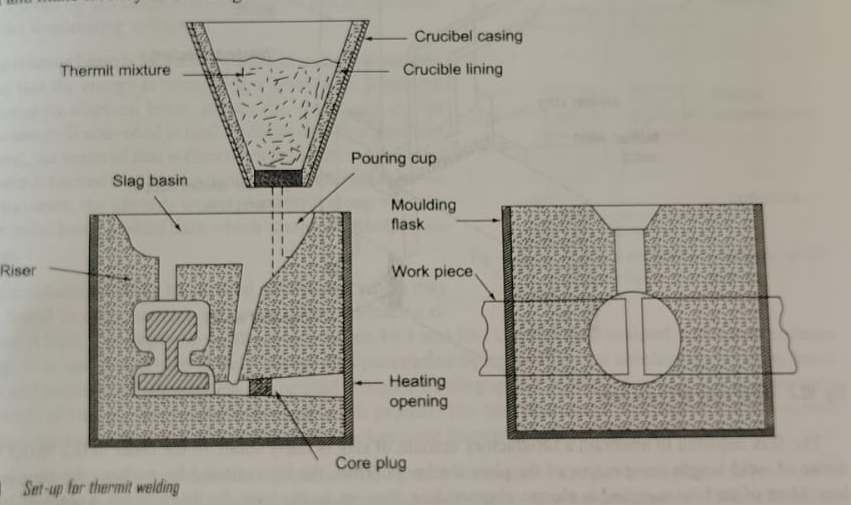 Crucibel casing
Thermit mixture
Crucible lining
Pouring cup
Slag basin
Moulding
flask
Riser
Work piece
Heating
opening
Core plug
Set-up for thermit welding